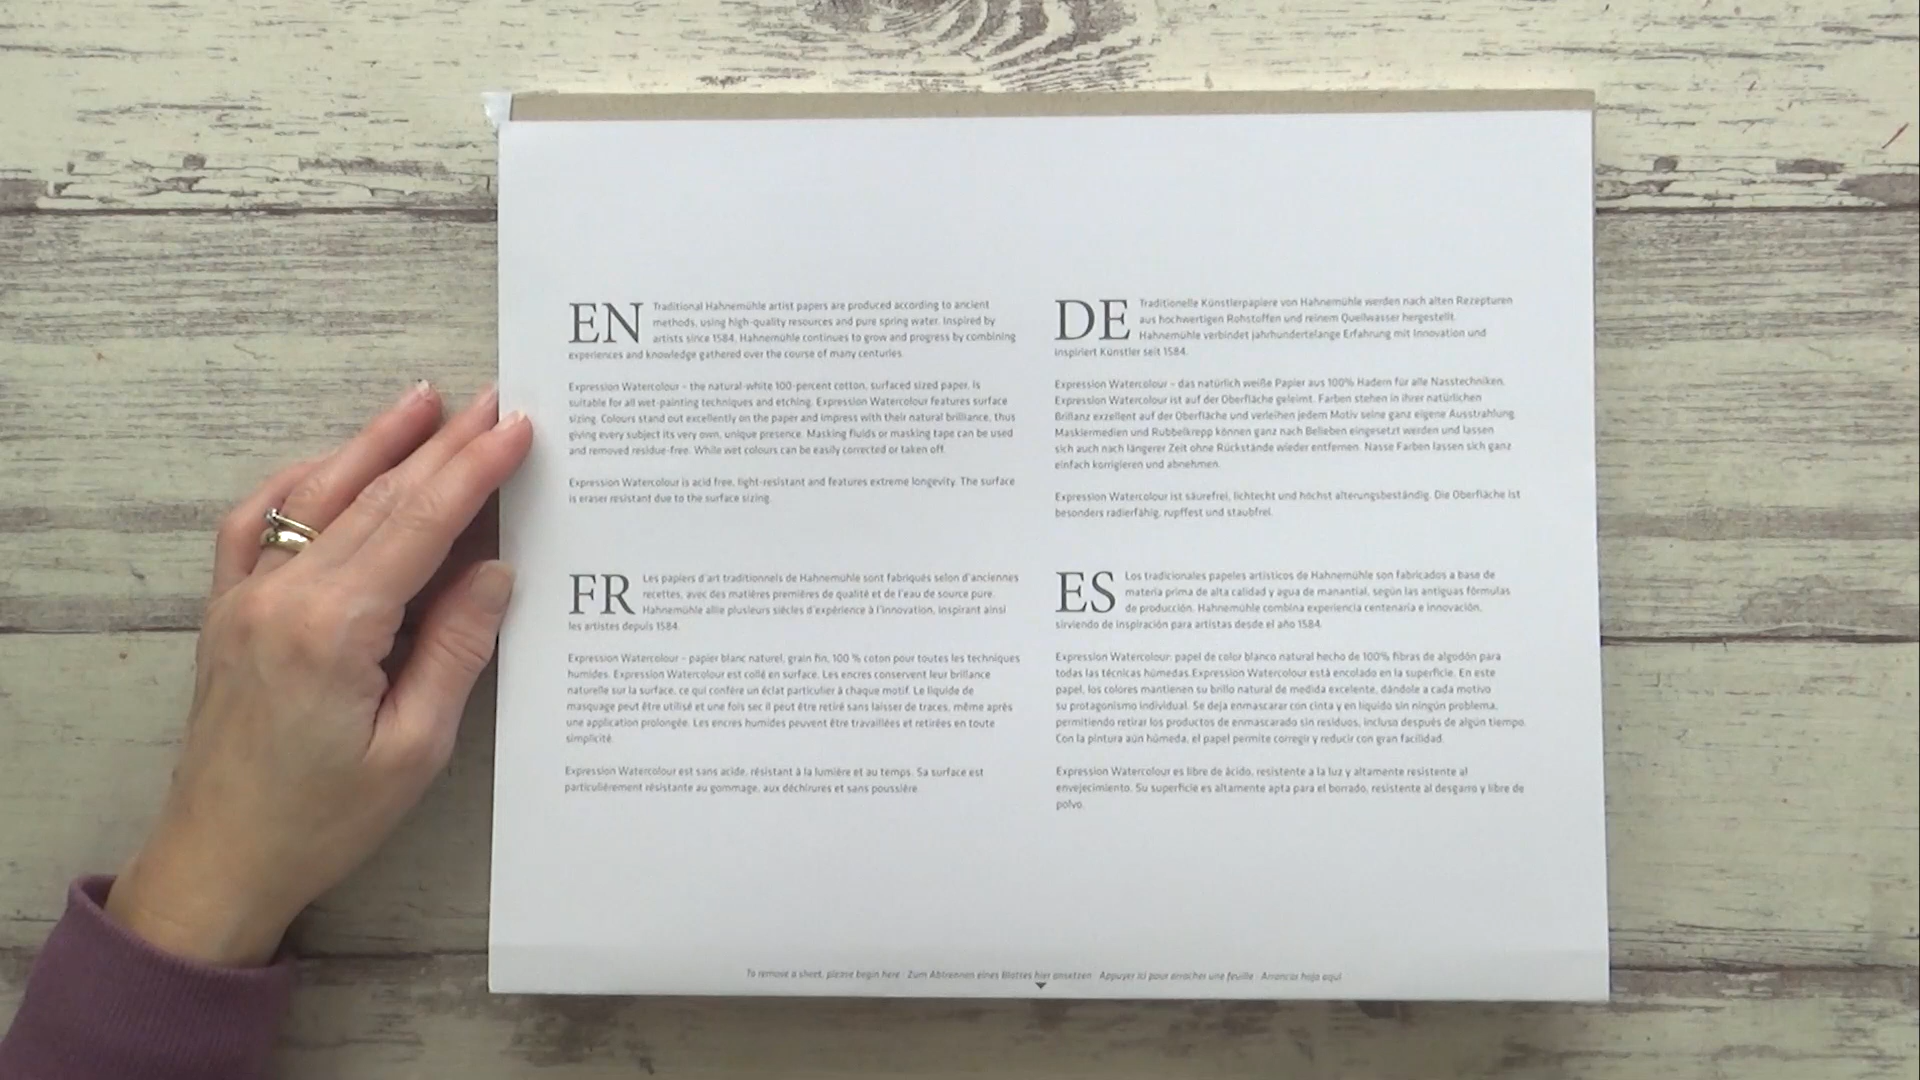 EN
Traditional Hahnemühle artist papers are produced according to ancient
methods, using high-quality resources and pure spring water. Inspired by
artists since 1584, Hahnemühle continues to grow and progress by combining
experiences and knowledge gathered over the course of many centuries.
Expression Watercolour – the natural-white 100-percent cotton, surfaced sized paper, is
suitable for all wet-painting techniques and etching. Expression Watercolour features surface
sizing. Colours stand out excellently on the paper and impress with their natural brilliance, thus
giving every subject its very own, unique presence. Masking fluids or masking tape can be used
and removed residue-free. While wet colours can be easily corrected or taken off.
Expression Watercolour is acid free, light-resistant and features extreme longevity. The surface
is eraser resistant due to the surface sizing.
DE
Traditionelle Künstlerpapiere von Hahnemühle werden nach alten Rezepturen
aus hochwertigen Rohstoffen und reinem Quellwasser hergestellt.
Hahnemühle verbindet jahrhundertelange Erfahrung mit Innovation und
inspiriert Künstler seit 1584.
Expression Watercolour – das natürlich weiße Papier aus 100% Hadern für alle Nasstechniken.
Expression Watercolour ist auf der Oberfläche geleimt. Farben stehen in ihrer natürlichen
Brillanz exzellent auf der Oberfläche und verleihen jedem Motiv seine ganz eigene Ausstrahlung.
Maskiermedien und Rubbelkrepp können ganz nach Belieben eingesetzt werden und lassen
sich auch nach längerer Zeit ohne Rückstände wieder entfernen. Nasse Farben lassen sich ganz
einfach korrigieren und abnehmen.
Expression Watercolour ist säurefrei, lichtecht und höchst alterungsbeständig. Die Oberfläche ist
besonders radierfähig, rupffest und staubfrei.
FR
Les papiers d'art traditionnels de Hahnemühle sont fabriqués selon d'anciennes
recettes, avec des matières premières de qualité et de l'eau de source pure.
Hahnemühle allie plusieurs siècles d'expérience à l'innovation, inspirant ainsi
les artistes depuis 1584.
Expression Watercolour – papier blanc naturel, grain fin, 100 % coton pour toutes les techniques
humides. Expression Watercolour est collé en surface. Les encres conservent leur brillance
naturelle sur la surface, ce qui confère un éclat particulier à chaque motif. Le liquide de
masquage peut être utilisé et une fois sec il peut être retiré sans laisser de traces, même après
une application prolongée. Les encres humides peuvent être travaillées et retirées en toute
simplicité.
Expression Watercolour est sans acide, résistant à la lumière et au temps. Sa surface est
particulièrement résistante au gommage, aux déchirures et sans poussière.
ES
Los tradicionales papeles artísticos de Hahnemühle son fabricados a base de
materia prima de alta calidad y agua de manantial, según las antiguas fórmulas
de producción. Hahnemühle combina experiencia centenaria e innovación,
sirviendo de inspiración para artistas desde el año 1584.
Expression Watercolour: papel de color blanco natural hecho de 100% fibras de algodón para
todas las técnicas húmedas.Expression Watercolour está encolado en la superficie. En este
papel, los colores mantienen su brillo natural de medida excelente, dándole a cada motivo
su protagonismo individual. Se deja enmascarar con cinta y en líquido sin ningún problema,
permitiendo retirar los productos de enmascarado sin residuos, incluso después de algún tiempo.
Con la pintura aún húmeda, el papel permite corregir y reducir con gran facilidad.
Expression Watercolour es libre de ácido, resistente a la luz y altamente resistente al
envejecimiento. Su superficie es altamente apta para el borrado, resistente al desgarro y libre de
polvo.
To remove a sheet, please begin here · Zum Abtrennen eines Blattes hier ansetzen · Appuyer ici pour arracher une feuille · Arrancar hoja aquí